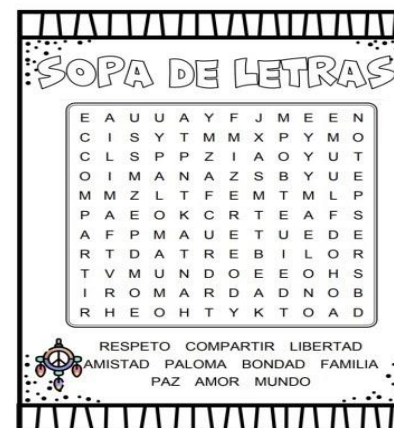 SOPA DE LETRAS
E A U U A Y F J M E E N
C I S Y T M M X P Y M O
C L S P P Z I A O Y U T
O I M A N A Z S B Y U E
M M Z L T F E M T M L P
P A E O K C R T E A F S
A F P M A U E T U E D E
R T D A T R E B I L O R
T V M U N D O E E O H S
I R O M A R D A D N O B
R H E O H T Y K T O A D
RESPETO COMPARTIR LIBERTAD
AMISTAD PALOMA BONDAD FAMILIA
PAZ AMOR MUNDO